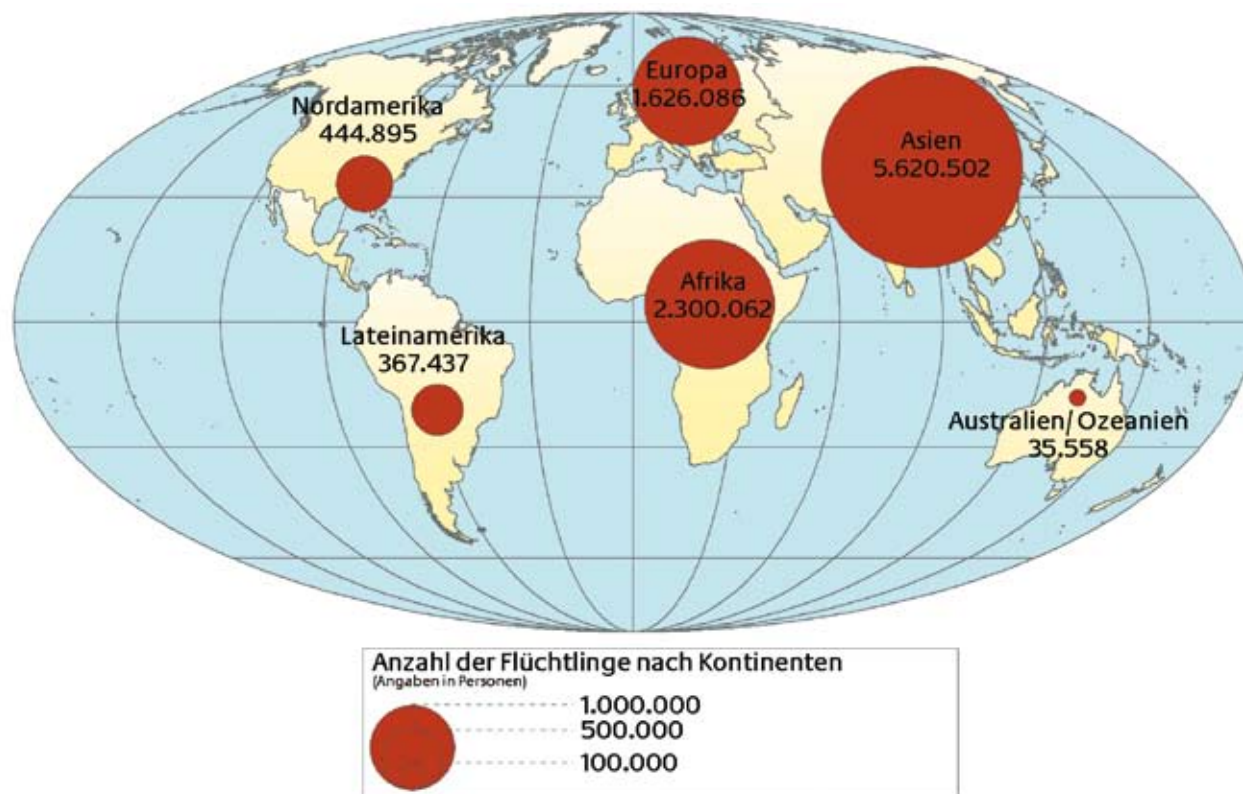 Europa
1.626.086
Nordamerika
444.895
Asien
5.620.502
Afrika
2.300.062
Lateinamerika
367.437
Australien/Ozeanien
35.558
Anzahl der Flüchtlinge nach Kontinenten
(Angaben in Personen)
1.000.000
500.000
100.000